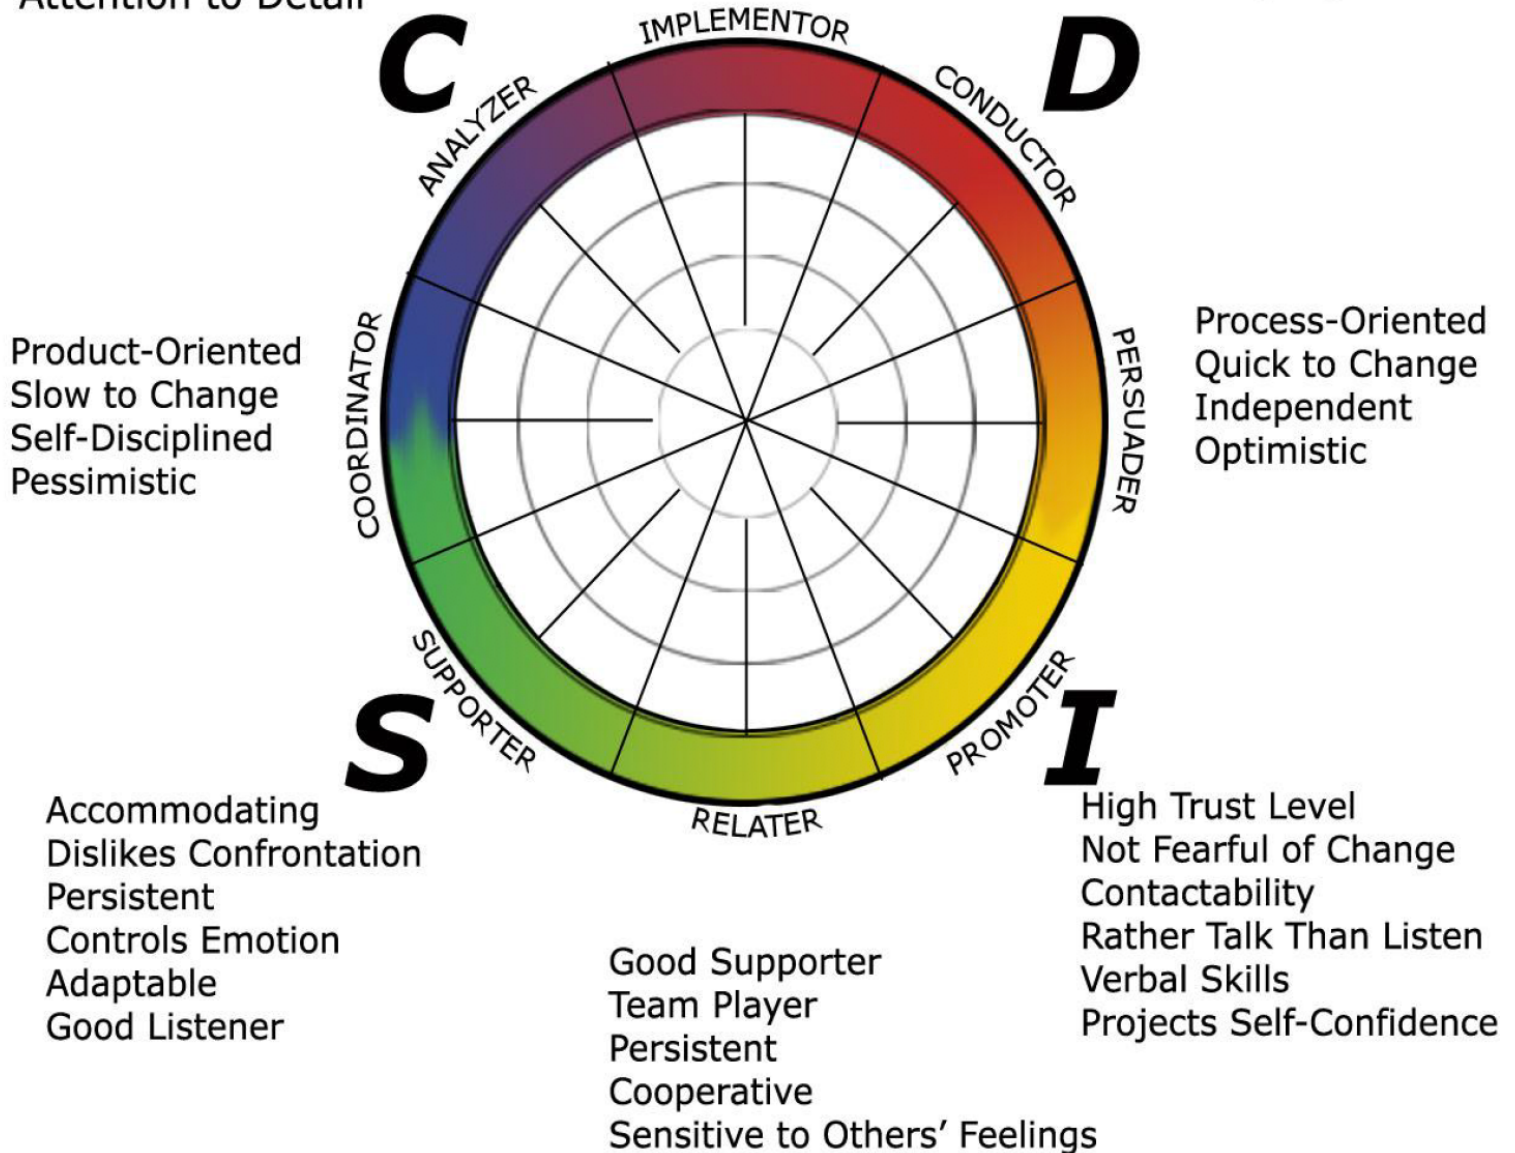 Attention to Detail
C
D
IMPLEMENTOR
ANALYZER
CONDUCTOR
COORDINATOR
PERSUADER
Product-Oriented
Slow to Change
Self-Disciplined
Pessimistic
Process-Oriented
Quick to Change
Independent
Optimistic
SUPPORTER
PROMOTER
RELATER
S
I
Accommodating
Dislikes Confrontation
Persistent
Controls Emotion
Adaptable
Good Listener
Good Supporter
Team Player
Persistent
Cooperative
Sensitive to Others’ Feelings
High Trust Level
Not Fearful of Change
Contactability
Rather Talk Than Listen
Verbal Skills
Projects Self-Confidence